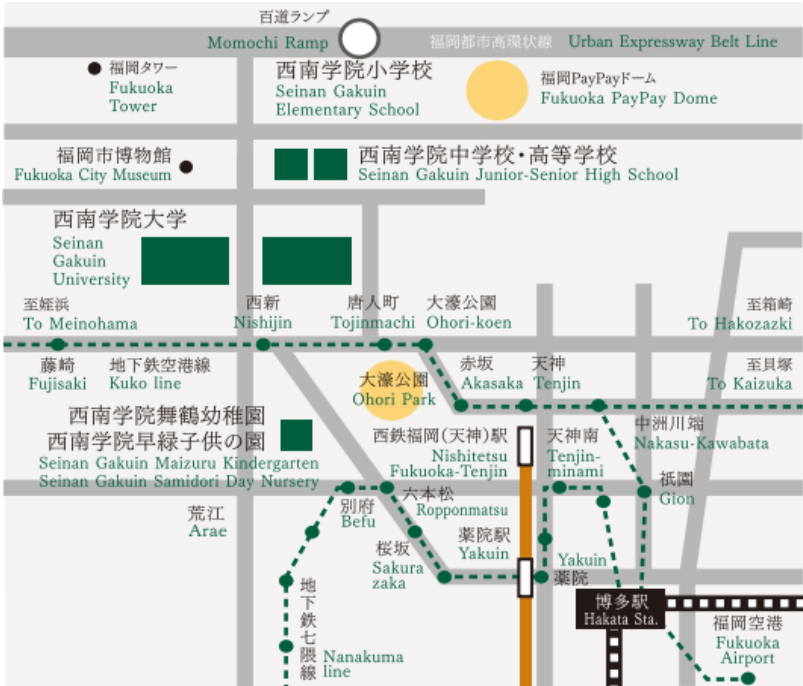 百道ランプ
Momochi Ramp
福岡都市高環状線 Urban Expressway Belt Line
福岡タワー
Fukuoka
Tower
西南学院小学校
Seinan Gakuin
Elementary School
福岡PayPayドーム
Fukuoka PayPay Dome
福岡市博物館
Fukuoka City Museum
西南学院中学校・高等学校
Seinan Gakuin Junior-Senior High School
西南学院大学
Seinan
Gakuin
University
至姪浜
To Meinohama
西新
Nishijin
唐人町
Tojinmachi
大濠公園
Ohori-koen
至箱崎
To Hakozazki
藤崎
Fujisaki
地下鉄空港線
Kuko line
大濠公園
Ohori Park
赤坂
Akasaka
天神
Tenjin
至貝塚
To Kaizuka
西南学院舞鶴幼稚園
西南学院早緑子供の園
Seinan Gakuin Maizuru Kindergarten
Seinan Gakuin Samidori Day Nursery
西鉄福岡(天神)駅
Nishitetsu
Fukuoka-Tenjin
天神南
Tenjin-
minami
中洲川端
Nakasu-Kawabata
祇園
Gion
荒江
Arae
別府
Befu
六本松
Ropponmatsu
桜坂
Sakura
zaka
薬院駅
Yakuin
Yakuin
薬院
地下鉄七隈線
Nanakuma
line
博多駅
Hakata Sta.
福岡空港
Fukuoka
Airport